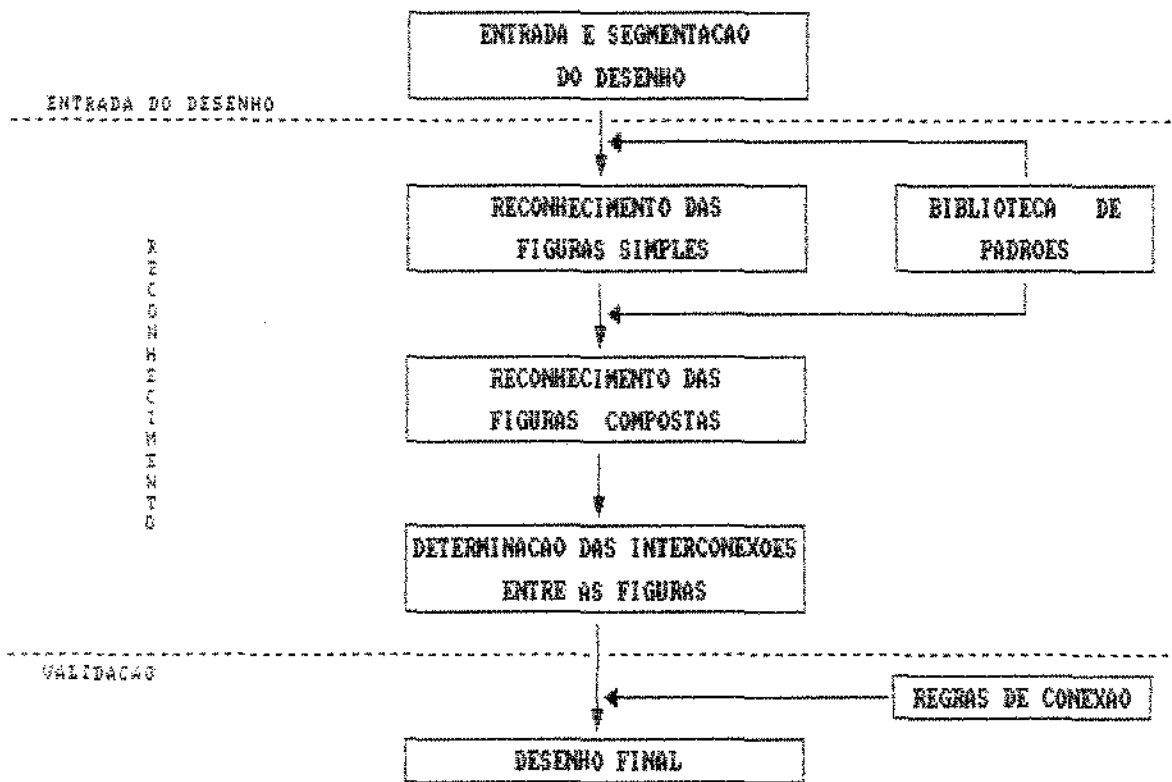 ENTRADA E SEGMENTACAO
DO DESENHO
ENTRADA DO DESENHO
RECONHECIMENTO DAS
FIGURAS SIMPLES
BIBLIOTECA DE
PADROES
RECONHECIMENTO
RECONHECIMENTO DAS
FIGURAS COMPOSTAS
DETERMINACAO DAS INTERCONEXOES
ENTRE AS FIGURAS
VALIDACAO
REGRAS DE CONEXAO
DESENHO FINAL